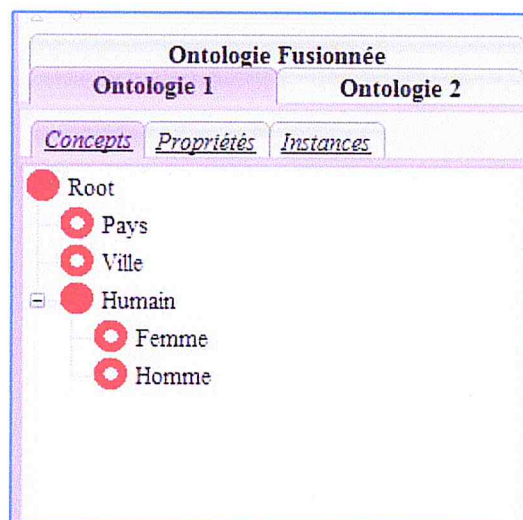 Ontologie Fusionnée
Ontologie 1 Ontologie 2
Concepts Propriétés Instances
Root
Pays
Ville
Humain
Femme
Homme